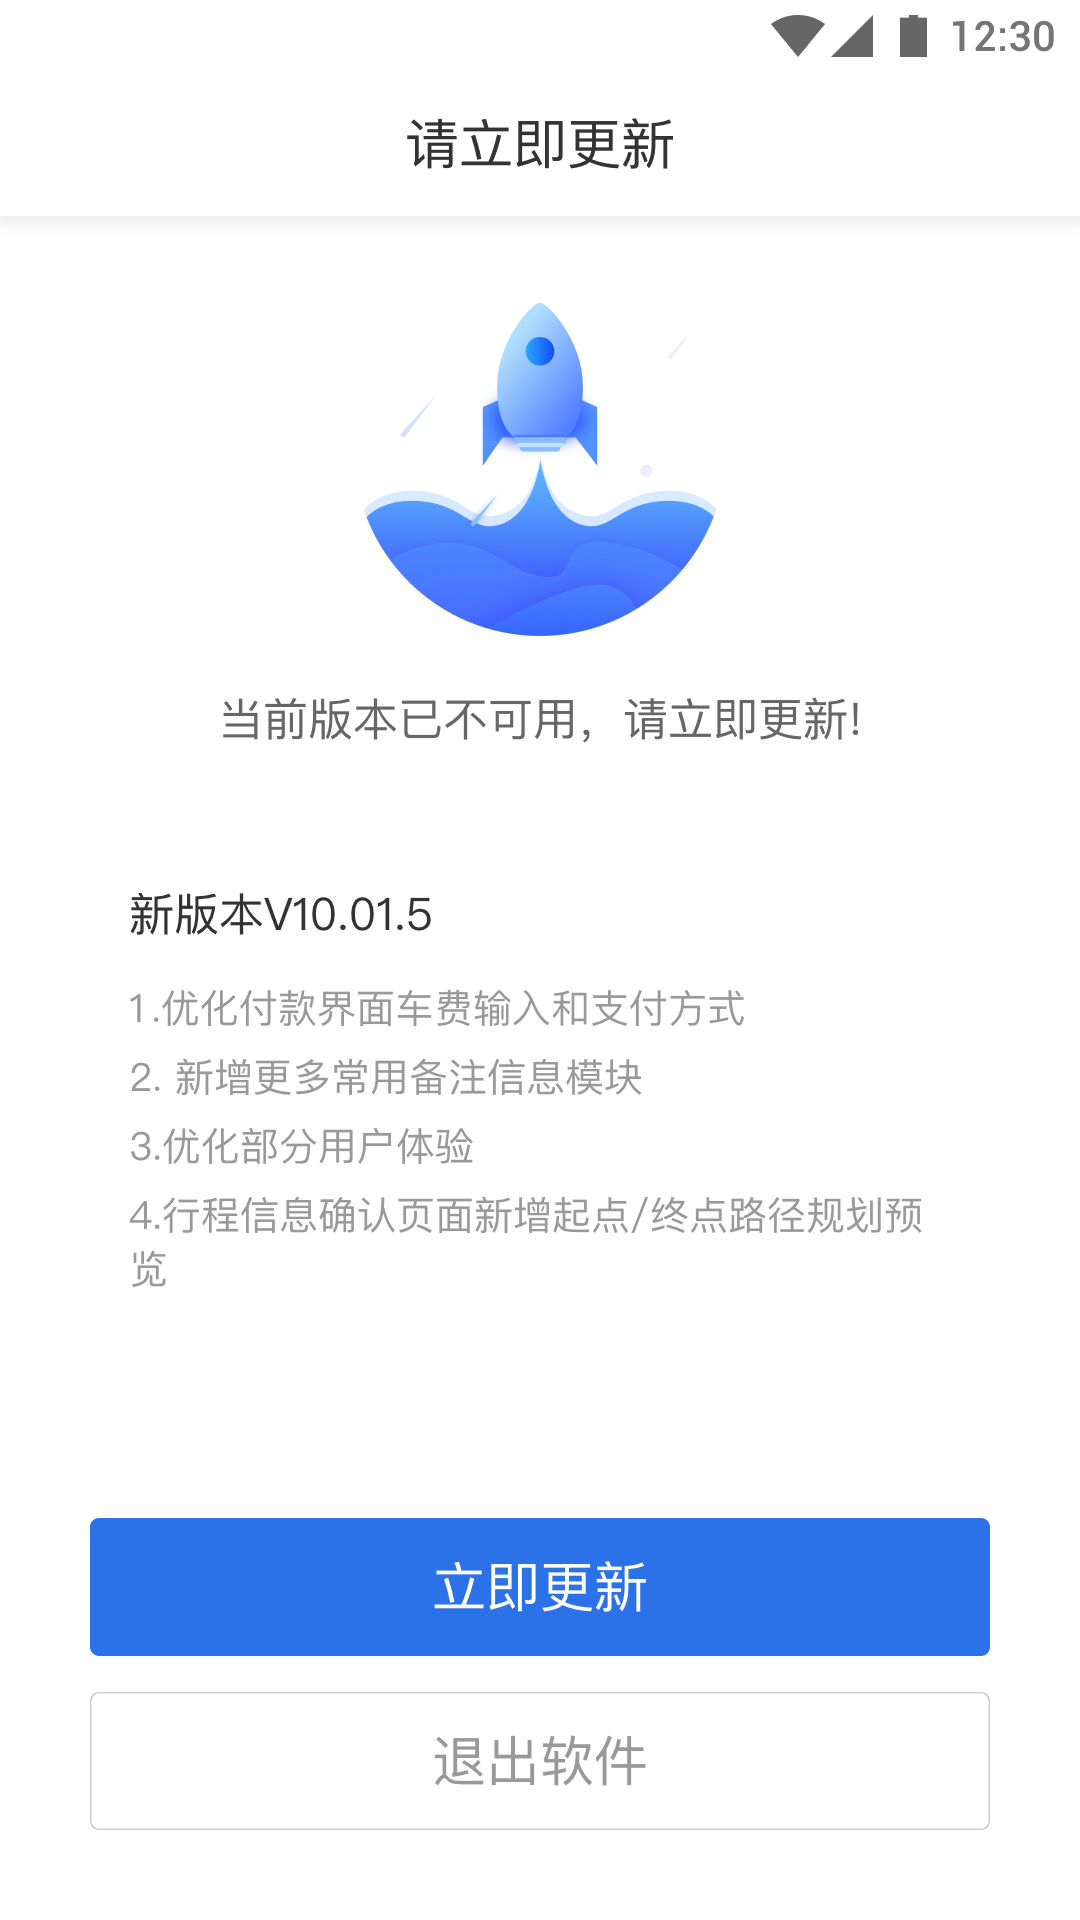 12:30
请立即更新
当前版本已不可用，请立即更新!
新版本V10.01.5
1.优化付款界面车费输入和支付方式
2. 新增更多常用备注信息模块
3.优化部分用户体验
4.行程信息确认页面新增起点/终点路径规划预
览
立即更新
退出软件